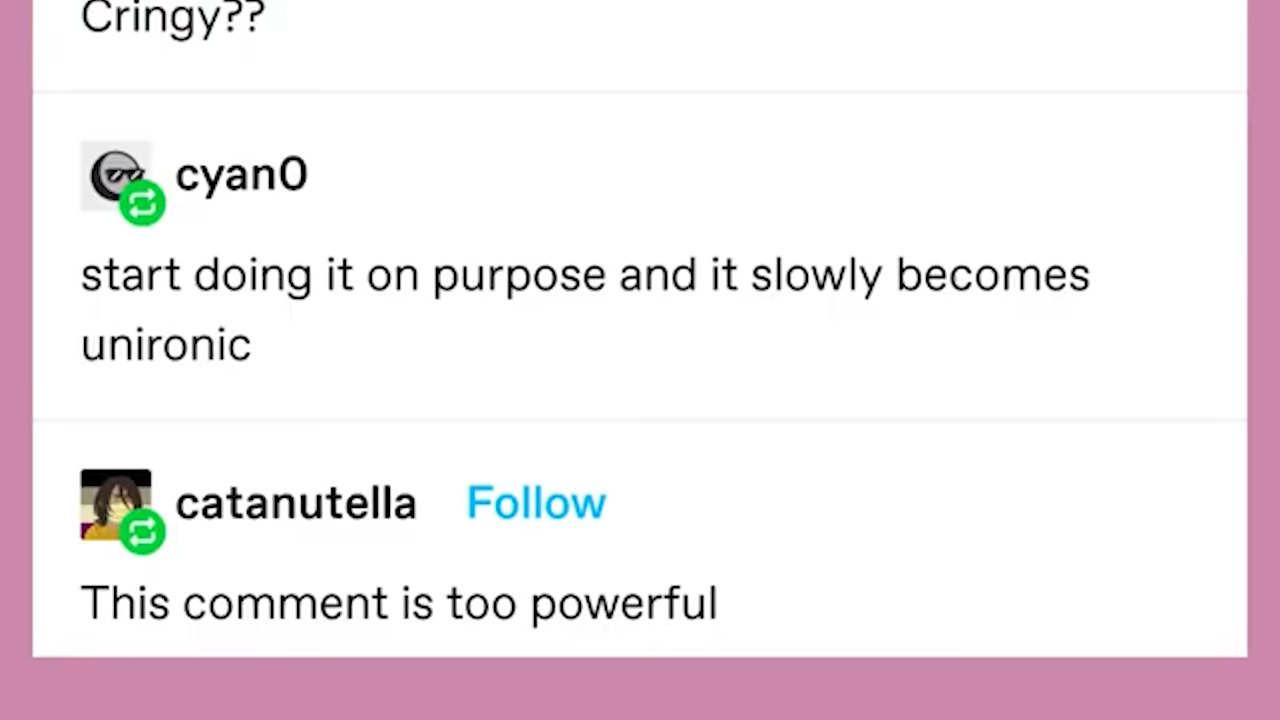 Cringy??
cyan0
start doing it on purpose and it slowly becomes
unironic
catanutella Follow
This comment is too powerful